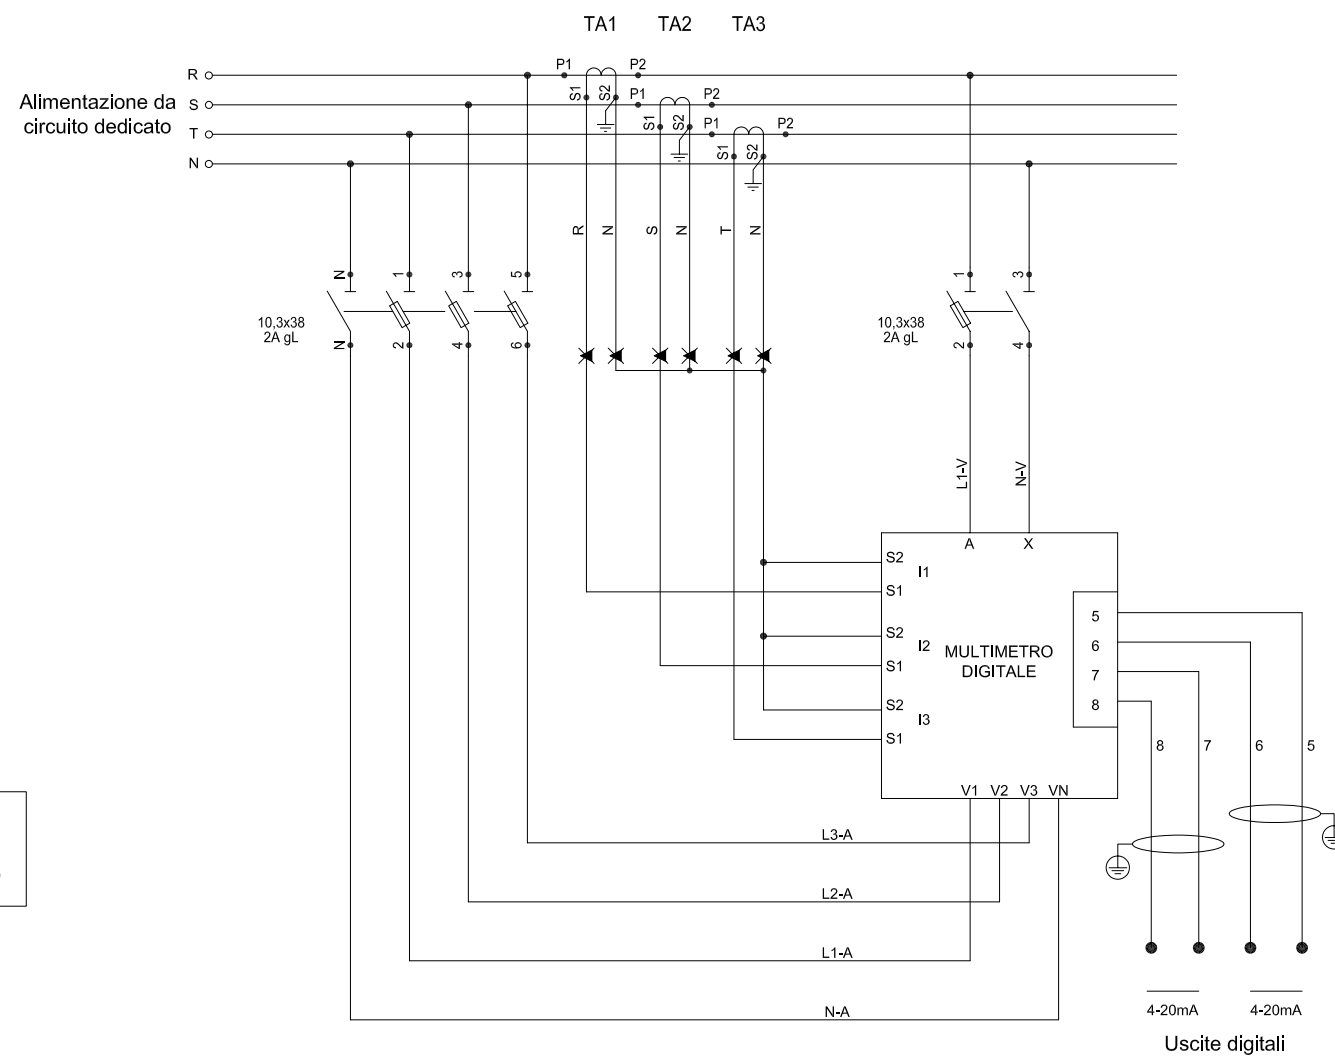 TA1 TA2 TA3
R P1 P2
Alimentazione da
circuito dedicato
S S1 S2 P1 P2
T S1 S2 P1 P2
N S1 S2
R N S T N
N 1 3 5 1 3
10,3x38
2A gL
10,3x38
2A gL
N 2 4 6 2 4
L1-V N-V
A X
S2
I1
S1
S2
I2
S1
S2
I3
S1
MULTIMETRO
DIGITALE
5
6
7
8
8 7 6 5
V1 V2 V3 VN
L3-A
L2-A
L1-A
N-A
4-20mA 4-20mA
Uscite digitali